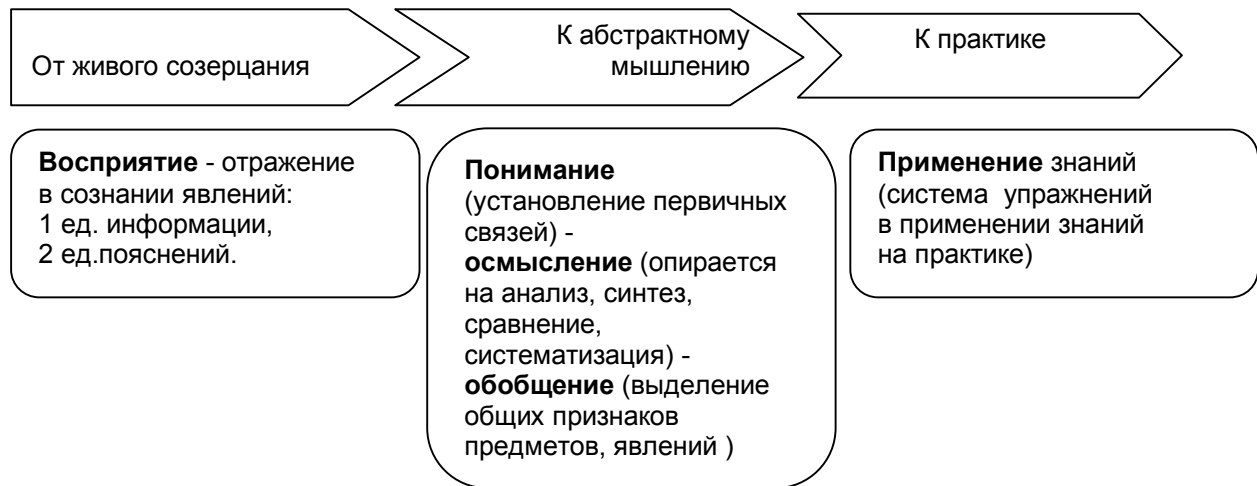 От живого созерцания
К абстрактному
мышлению
К практике
Восприятие - отражение
в сознании явлений:
1 ед. информации,
2 ед.пояснений.
Понимание
(установление первичных
связей) -
осмысление (опирается
на анализ, синтез,
сравнение,
систематизация) -
обобщение (выделение
общих признаков
предметов, явлений )
Применение знаний
(система упражнений
в применении знаний
на практике)